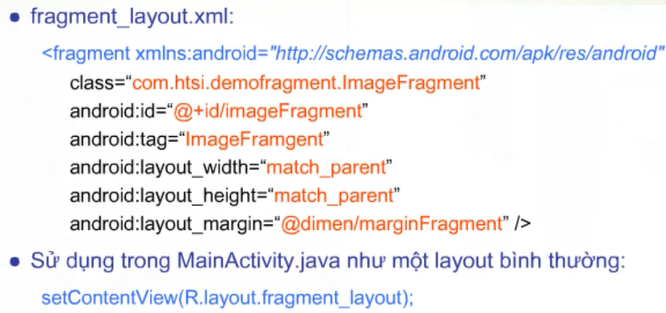 • fragment_layout.xml:
<fragment xmlns:android="http://schemas.android.com/apk/res/android"
class=“com.htsi.demofragment.ImageFragment”
android:id=“@+id/imageFragment”
android:tag=“ImageFramgent”
android:layout_width=“match_parent”
android:layout_height=“match_parent”
android:layout_margin=“@dimen/marginFragment” />
• Sử dụng trong MainActivity.java như một layout bình thường:
setContentView(R.layout.fragment_layout);